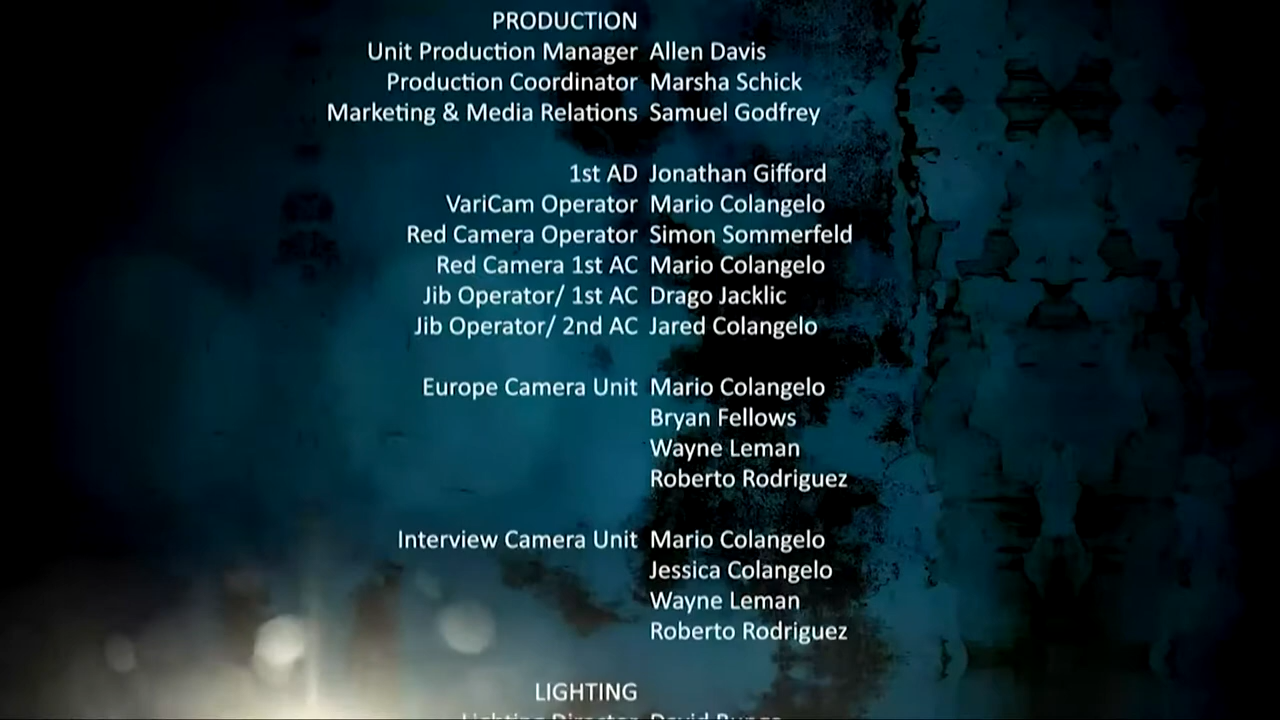 PRODUCTION
Unit Production Manager Allen Davis
Production Coordinator Marsha Schick
Marketing & Media Relations Samuel Godfrey
1st AD Jonathan Gifford
VariCam Operator Mario Colangelo
Red Camera Operator Simon Sommerfeld
Red Camera 1st AC Mario Colangelo
Jib Operator/ 1st AC Drago Jacklic
Jib Operator/ 2nd AC Jared Colangelo
Europe Camera Unit Mario Colangelo
Bryan Fellows
Wayne Leman
Roberto Rodriguez
Interview Camera Unit Mario Colangelo
Jessica Colangelo
Wayne Leman
Roberto Rodriguez
LIGHTING
Lighting Director David